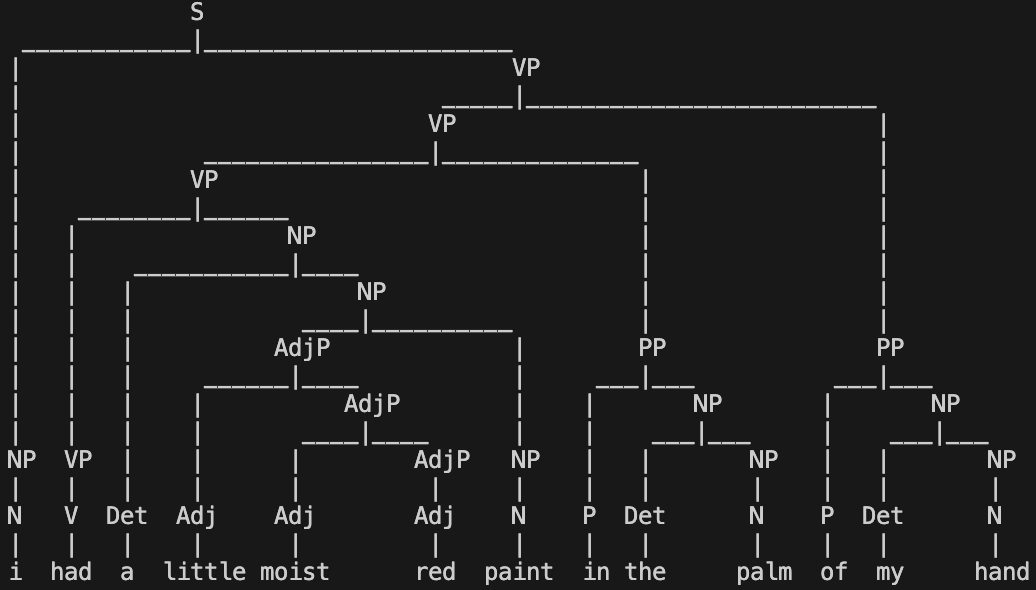 S
VP
VP
VP
NP
NP
AdjP PP PP
AdjP NP NP
NP VP AdjP NP NP NP
N V Det Adj Adj Adj N P Det N P Det N
i had a little moist red paint in the palm of my hand